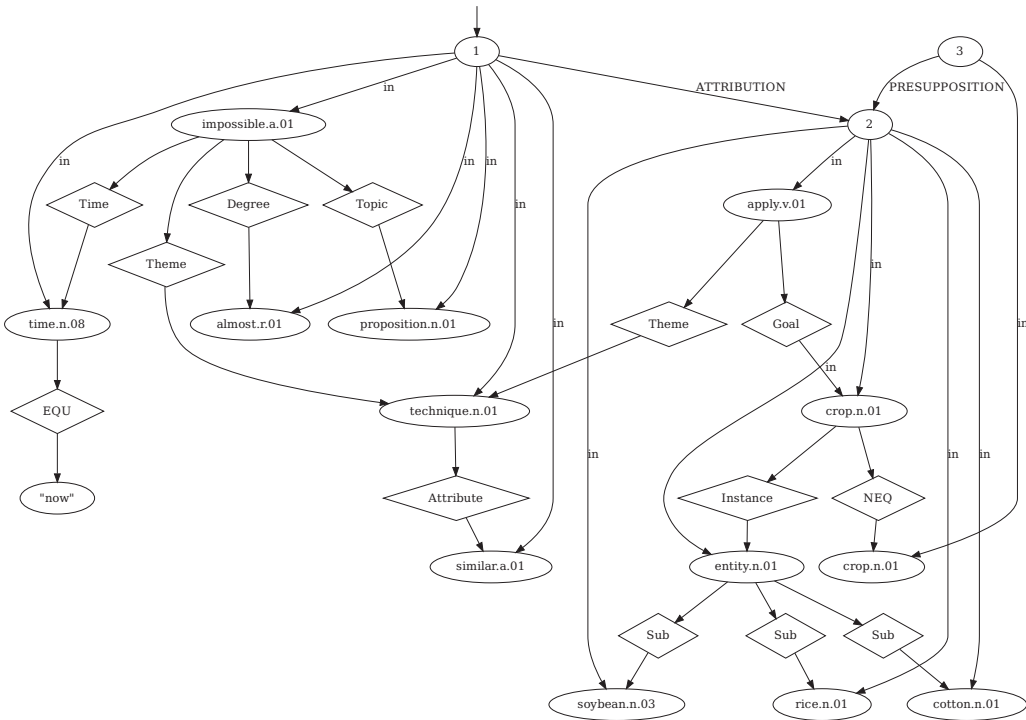 1
3
in
ATTRIBUTION
PRESUPPOSITION
impossible.a.01
2
in
in
in
in
in
Time
Degree
Topic
apply.v.01
in
Theme
in
time.n.08
almost.r.01
proposition.n.01
in
Theme
Goal
in
in
EQU
technique.n.01
crop.n.01
in
in
in
"now"
Attribute
Instance
NEQ
similar.a.01
entity.n.01
crop.n.01
Sub
Sub
Sub
soybean.n.03
rice.n.01
cotton.n.01